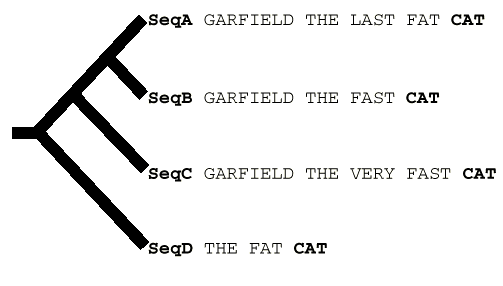 SeqA GARFIELD THE LAST FAT CAT
SeqB GARFIELD THE FAST CAT
SeqC GARFIELD THE VERY FAST CAT
SeqD THE FAT CAT